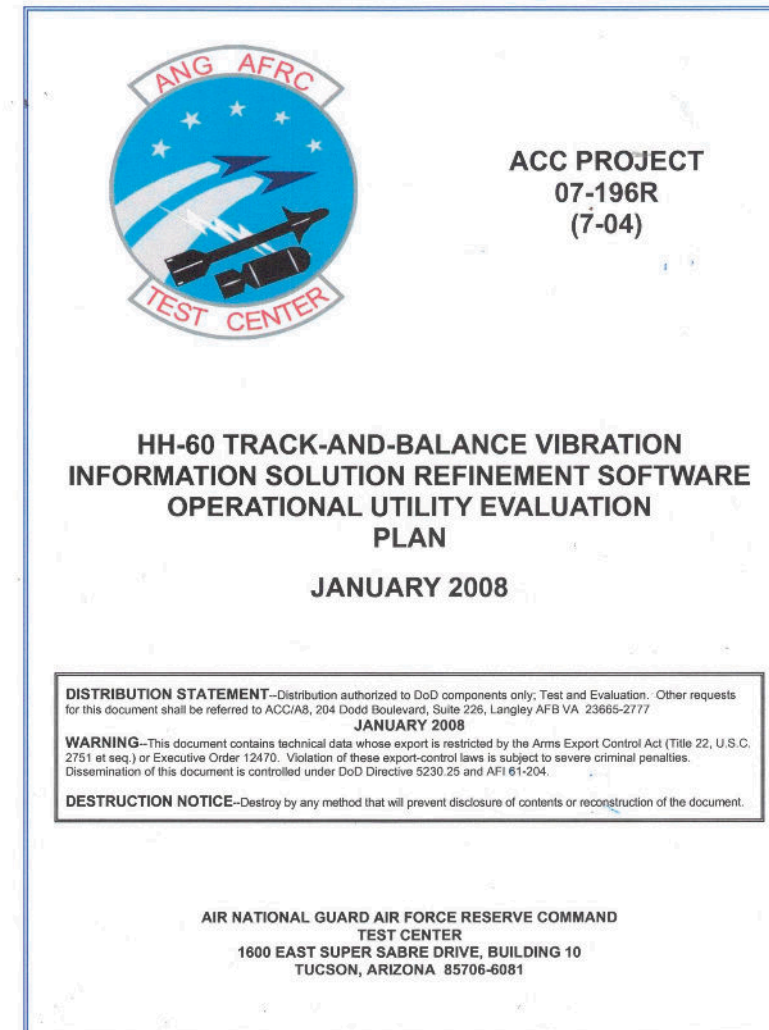 ANG AFRC
TEST CENTER
ACC PROJECT
07-196R
(7-04)
HH-60 TRACK-AND-BALANCE VIBRATION
INFORMATION SOLUTION REFINEMENT SOFTWARE
OPERATIONAL UTILITY EVALUATION
PLAN
JANUARY 2008
DISTRIBUTION STATEMENT--Distribution authorized to DoD components only; Test and Evaluation. Other requests
for this document shall be referred to ACC/A8, 204 Dodd Boulevard, Suite 226, Langley AFB VA 23665-2777
JANUARY 2008
WARNING--This document contains technical data whose export is restricted by the Arms Export Control Act (Title 22, U.S.C.
2751 et seq.) or Executive Order 12470. Violation of these export-control laws is subject to severe criminal penalties.
Dissemination of this document is controlled under DoD Directive 5230.25 and AFI 61-204.
DESTRUCTION NOTICE--Destroy by any method that will prevent disclosure of contents or reconstruction of the document.
AIR NATIONAL GUARD AIR FORCE RESERVE COMMAND
TEST CENTER
1600 EAST SUPER SABRE DRIVE, BUILDING 10
TUCSON, ARIZONA 85706-6081